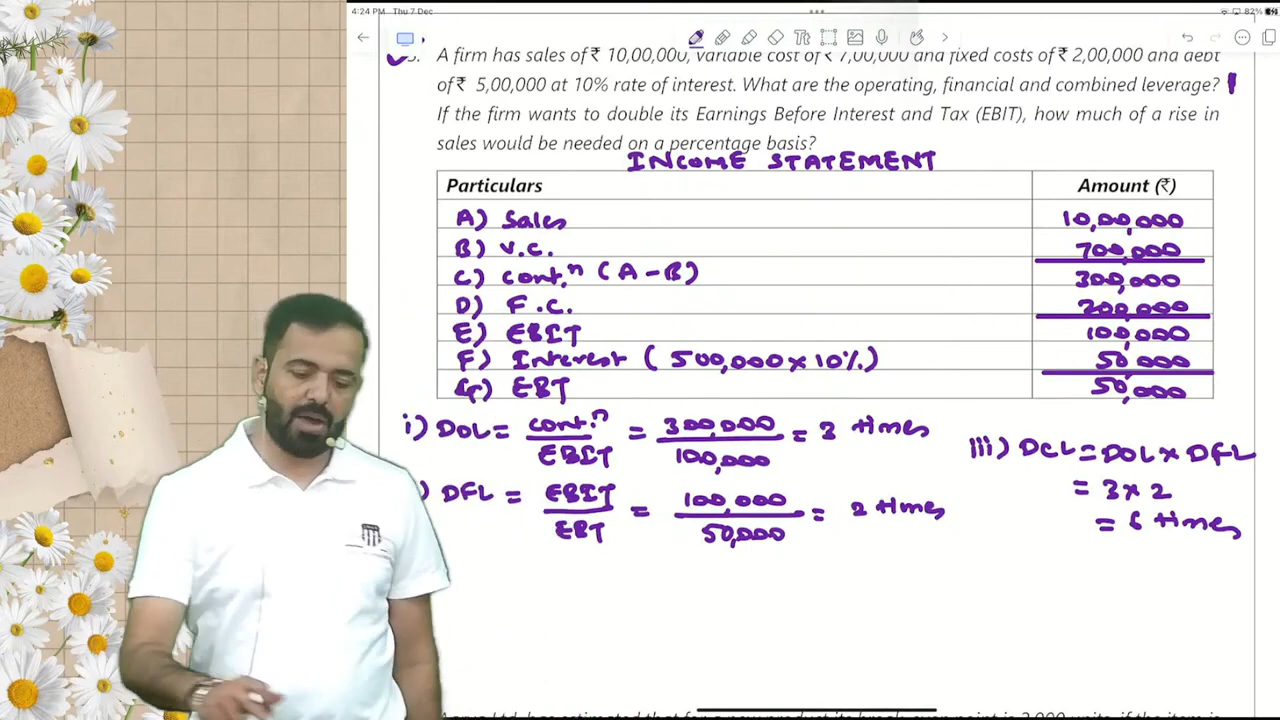 4:24 PM Thu 7 Dec
82%
A firm has sales of ₹ 10,00,000, variable cost of ₹ 7,00,000 and fixed costs of ₹ 2,00,000 and debt
of ₹ 5,00,000 at 10% rate of interest. What are the operating, financial and combined leverage?
If the firm wants to double its Earnings Before Interest and Tax (EBIT), how much of a rise in
sales would be needed on a percentage basis?
INCOME STATEMENT
Particulars Amount (₹)
A) Sales 10,00,000
B) V.C. 700,000
C) Cont.n (A-B) 300,000
D) F.C. 200,000
E) EBIT 100,000
F) Interest (500,000 x 10%) 50,000
G) EBT 50,000
i) DOL = Cont.n / EBIT = 300,000 / 100,000 = 3 times
) DFL = EBIT / EBT = 100,000 / 50,000 = 2 times
iii) DCL = DOL x DFL
= 3 x 2
= 6 times